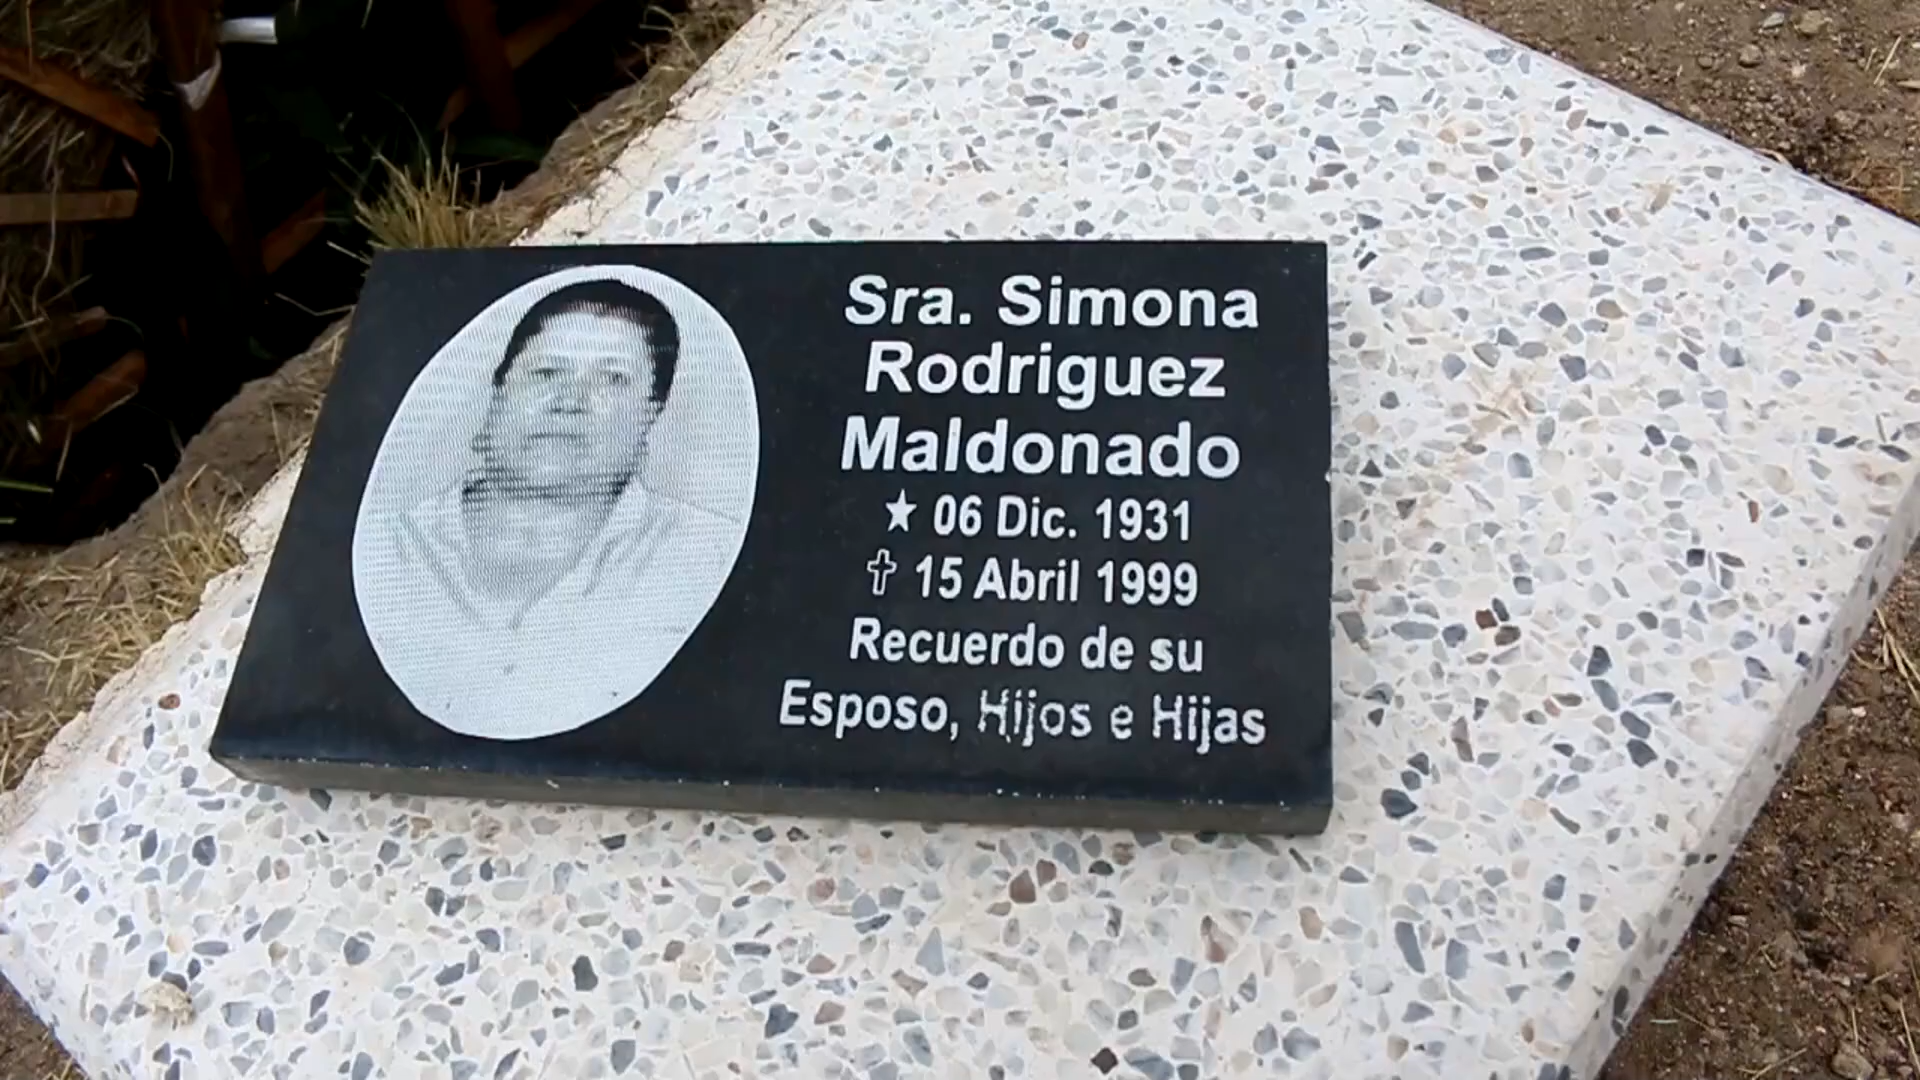 Sra. Simona
Rodriguez
Maldonado
★ 06 Dic. 1931
✝ 15 Abril 1999
Recuerdo de su
Esposo, Hijos e Hijas